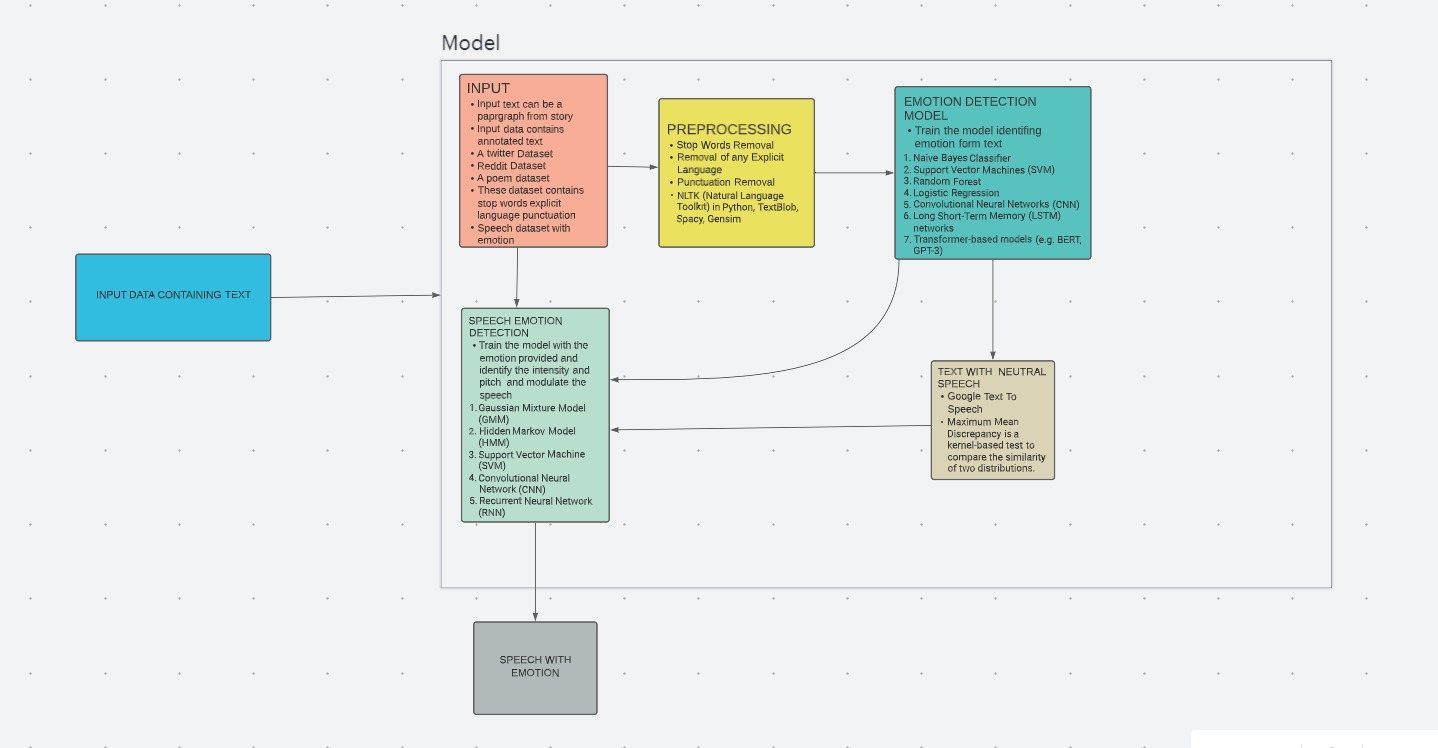 Model
INPUT
• Input text can be a
paprgraph from story
• Input data contains
annotated text
• A twitter Dataset
• Reddit Dataset
• A poem dataset
• These dataset contains
stop words explicit
language punctuation
• Speech dataset with
emotion
PREPROCESSING
• Stop Words Removal
• Removal of any Explicit
Language
• Punctuation Removal
• NLTK (Natural Language
Toolkit) in Python, TextBlob,
Spacy, Gensim
EMOTION DETECTION
MODEL
• Train the model identifing
emotion form text
1. Naive Bayes Classifier
2. Support Vector Machines (SVM)
3. Random Forest
4. Logistic Regression
5. Convolutional Neural Networks (CNN)
6. Long Short-Term Memory (LSTM)
networks
7. Transformer-based models (e.g. BERT,
GPT-3)
INPUT DATA CONTAINING TEXT
SPEECH EMOTION
DETECTION
• Train the model with the
emotion provided and
identify the intensity and
pitch and modulate the
speech
1. Gaussian Mixture Model
(GMM)
2. Hidden Markov Model
(HMM)
3. Support Vector Machine
(SVM)
4. Convolutional Neural
Network (CNN)
5. Recurrent Neural Network
(RNN)
TEXT WITH NEUTRAL
SPEECH
• Google Text To
Speech
• Maximum Mean
Discrepancy is a
kernel-based test to
compare the similarity
of two distributions.
SPEECH WITH
EMOTION